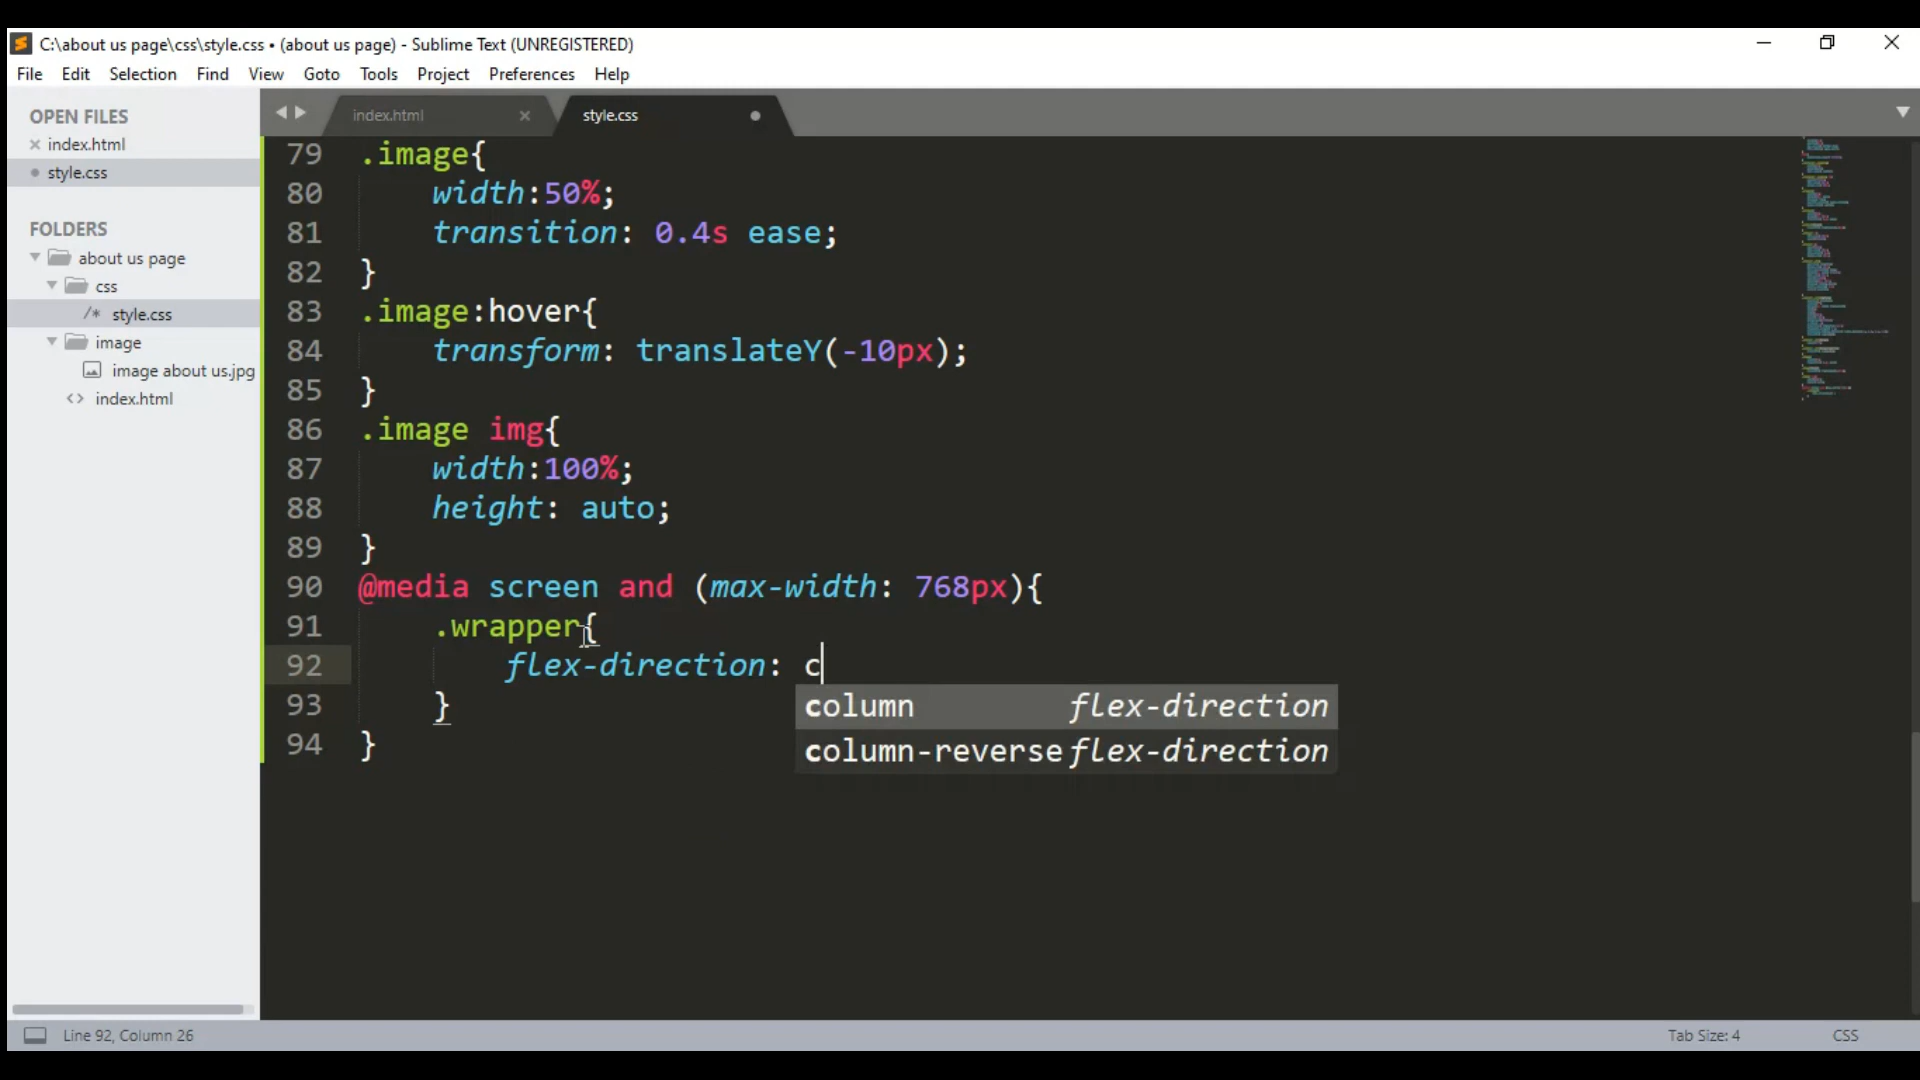 C:\about us page\css\style.css • (about us page) - Sublime Text (UNREGISTERED)
File Edit Selection Find View Goto Tools Project Preferences Help
OPEN FILES
index.html
style.css
FOLDERS
about us page
css
/* style.css
image
image about us.jpg
<> index.html
index.html style.css
79 .image{
80 width:50%;
81 transition: 0.4s ease;
82 }
83 .image:hover{
84 transform: translateY(-10px);
85 }
86 .image img{
87 width:100%;
88 height: auto;
89 }
90 @media screen and (max-width: 768px){
91 .wrapper{
92 flex-direction: c
column flex-direction
column-reverse flex-direction
93 }
94 }
Line 92, Column 26 Tab Size: 4 CSS